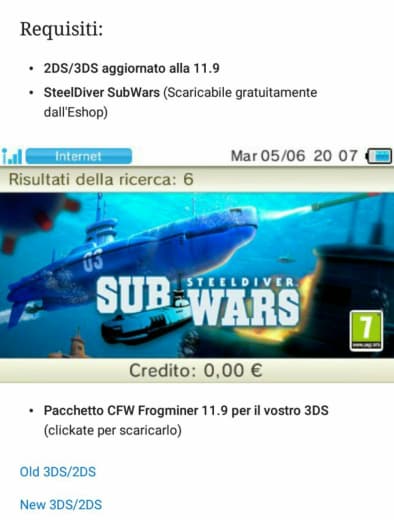 Requisiti:
• 2DS/3DS aggiornato alla 11.9
• SteelDiver SubWars (Scaricabile gratuitamente
dall'Eshop)
Internet
Mar 05/06 20 07
Risultati della ricerca: 6
U3
STEELDIVER
SUB WARS
7
www.pegi.info
Credito: 0,00 €
• Pacchetto CFW Frogminer 11.9 per il vostro 3DS
(clickate per scaricarlo)
Old 3DS/2DS
New 3DS/2DS